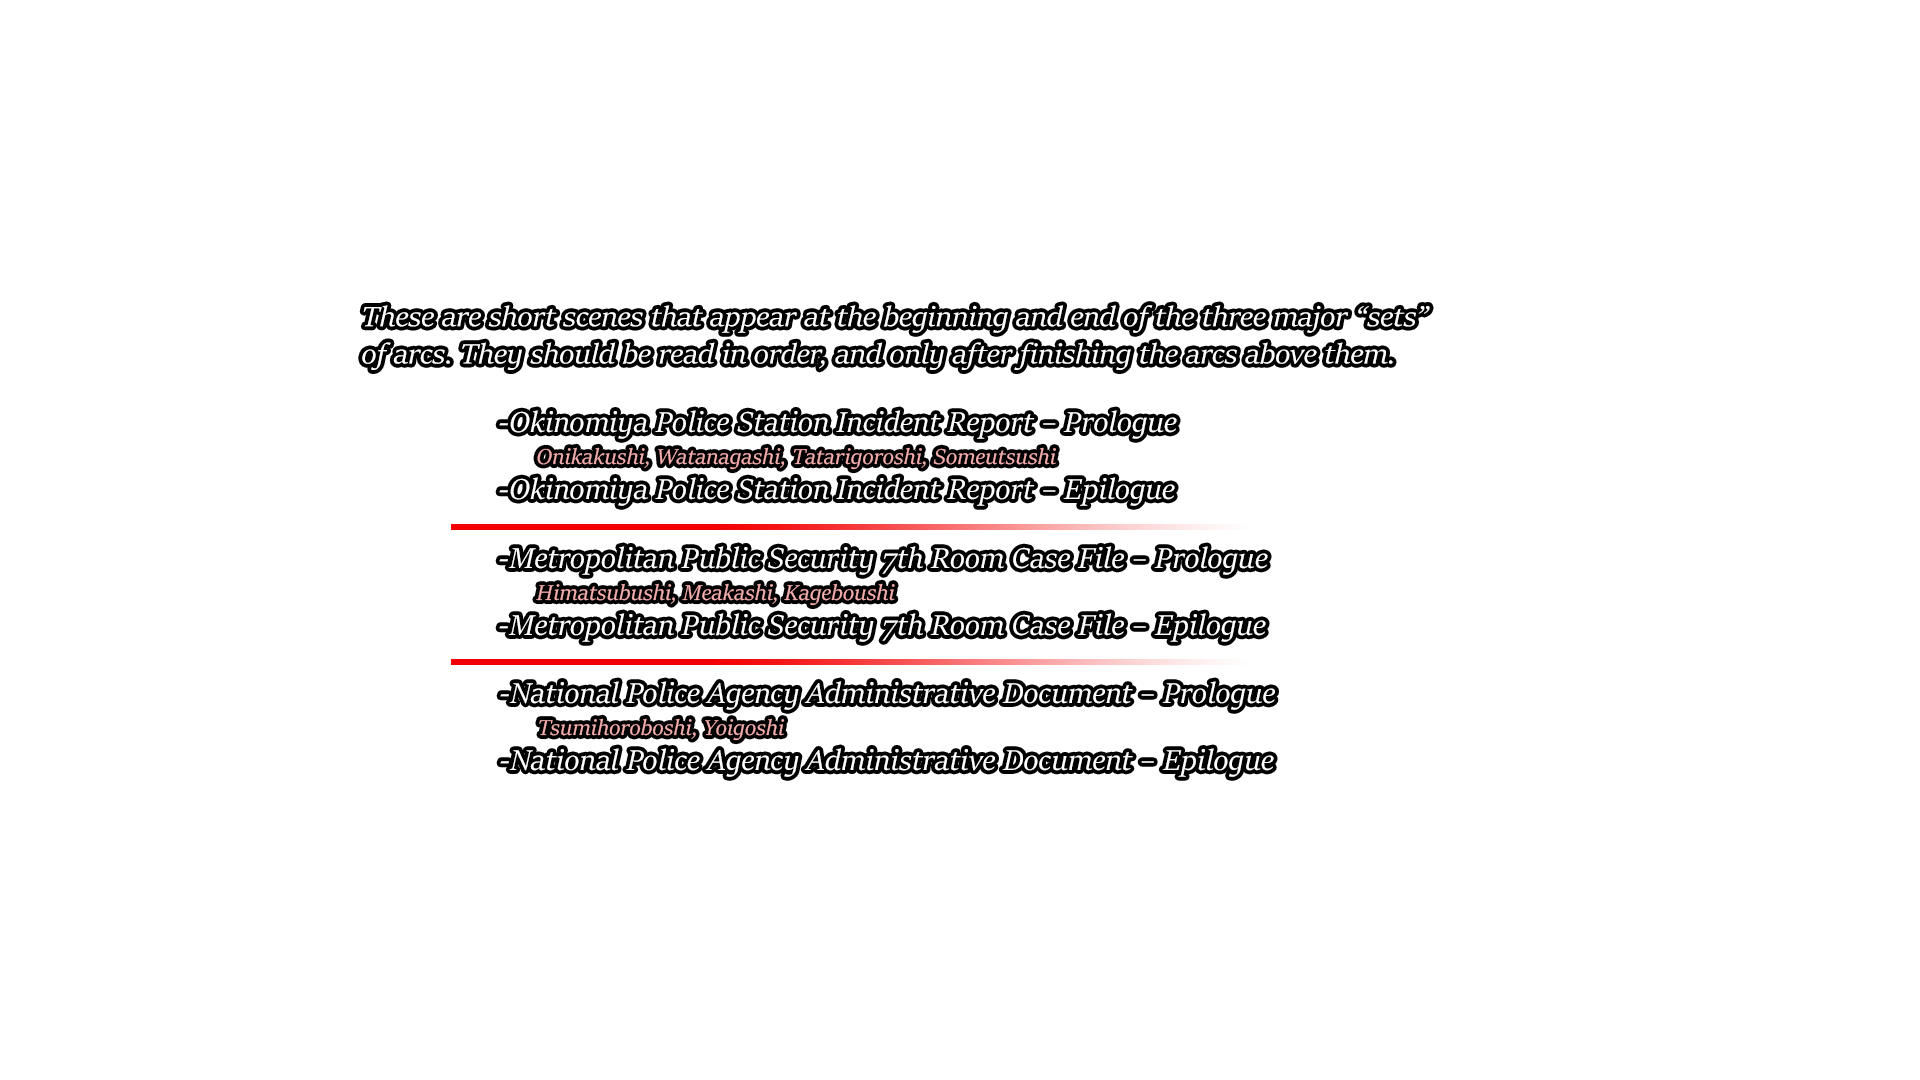 These are short scenes that appear at the beginning and end of the three major “sets”
of arcs. They should be read in order, and only after finishing the arcs above them.
-Okinomiya Police Station Incident Report – Prologue
Onikakushi, Watanagashi, Tatarigoroshi, Someutsushi
-Okinomiya Police Station Incident Report – Epilogue
-Metropolitan Public Security 7th Room Case File – Prologue
Himatsubushi, Meakashi, Kageboushi
-Metropolitan Public Security 7th Room Case File – Epilogue
-National Police Agency Administrative Document – Prologue
Tsumihoroboshi, Yoigoshi
-National Police Agency Administrative Document – Epilogue